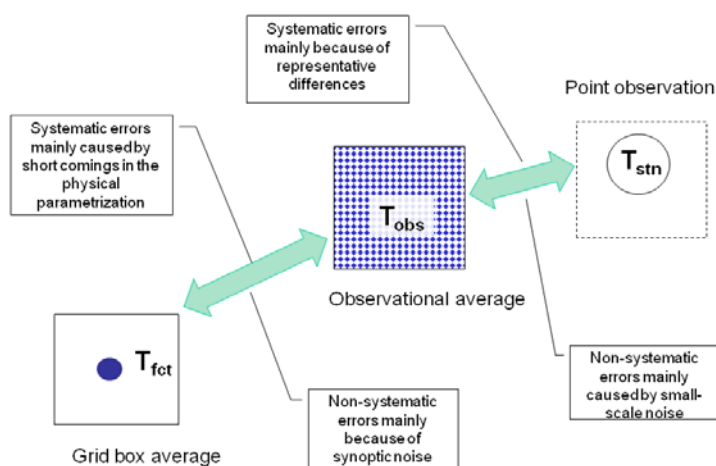 Systematic errors
mainly because of
representative
differences
Point observation
Systematic errors
mainly caused by
short comings in the
physical
parametrization
T stn
T obs
Observational average
T fct
Non-systematic
errors mainly
caused by small-
scale noise
Non-systematic
errors mainly
because of
synoptic noise
Grid box average